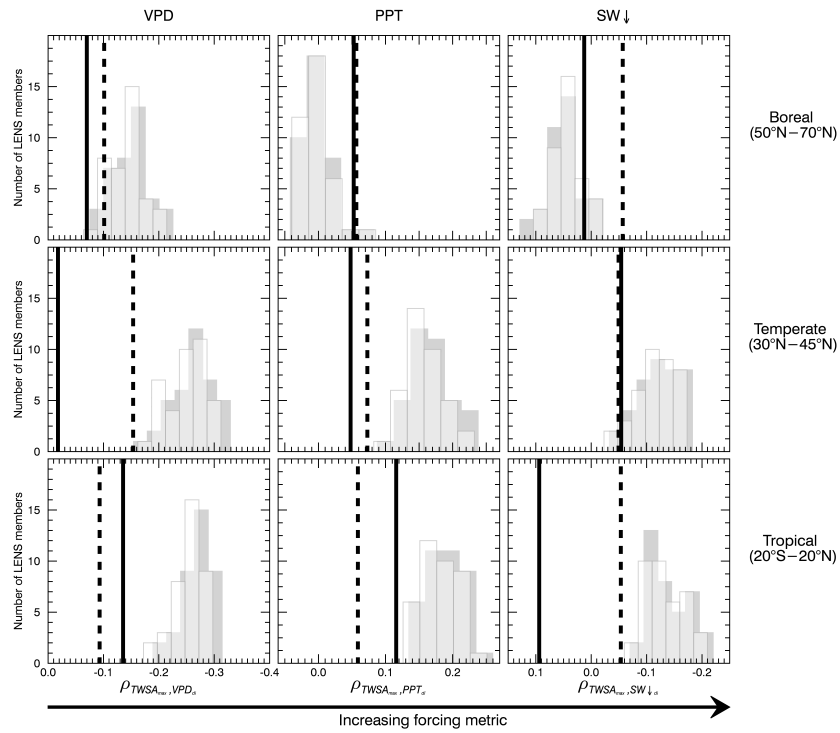 VPD PPT SW↓
Number of LENS members
15
10
5
0
Boreal
(50°N−70°N)
Number of LENS members
15
10
5
0
Temperate
(30°N−45°N)
Number of LENS members
15
10
5
0
Tropical
(20°S−20°N)
0.0 -0.1 -0.2 -0.3 -0.4 0.0 0.1 0.2 0.1 0.0 -0.1 -0.2
ρTWSAmax,VPDdi ρTWSAmax,PPTdi ρTWSAmax,SW↓di
Increasing forcing metric